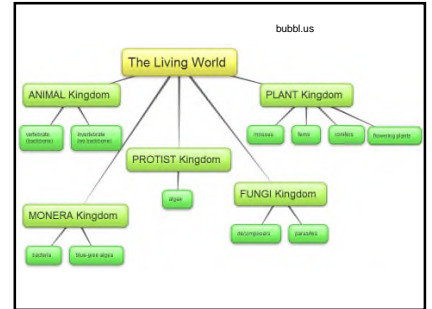 bubbl.us
The Living World
ANIMAL Kingdom
PLANT Kingdom
vertebrate
(backbone)
invertebrate
(no backbone)
mosses
ferns
conifers
flowering plants
PROTIST Kingdom
algae
FUNGI Kingdom
MONERA Kingdom
decomposers
parasites
bacteria
blue-green algae